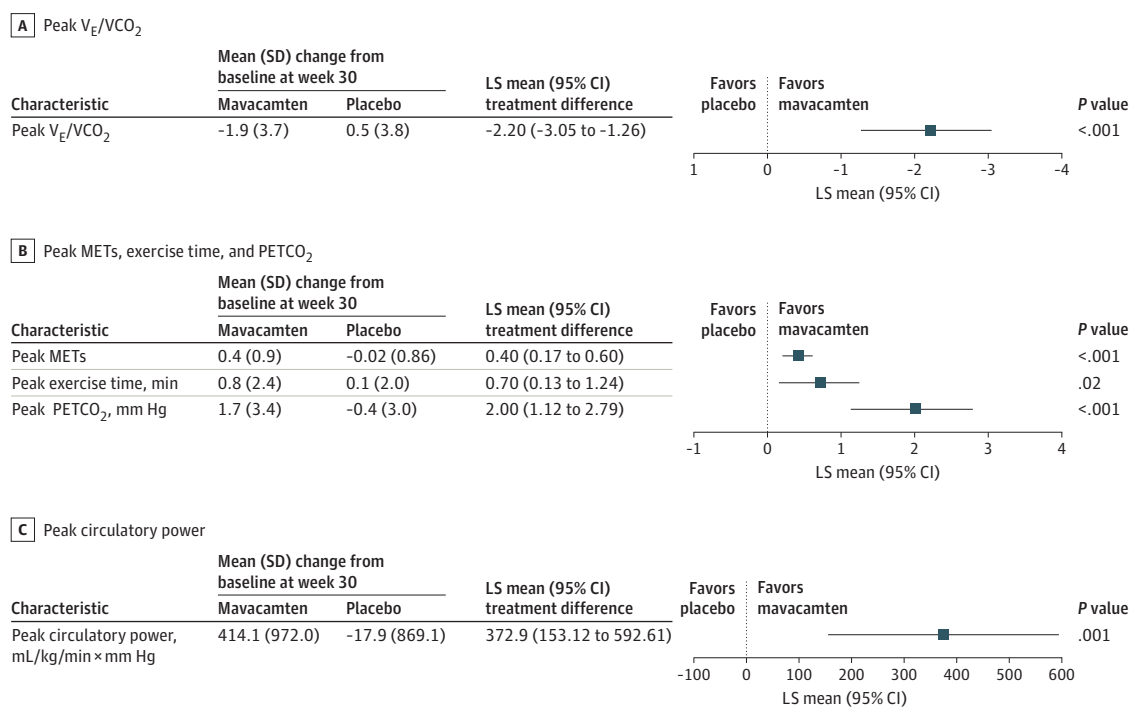 A Peak VE/VCO2
Mean (SD) change from
baseline at week 30
LS mean (95% CI)
treatment difference
Favors
placebo
Favors
mavacamten
Characteristic Mavacamten Placebo P value
Peak VE/VCO2 -1.9 (3.7) 0.5 (3.8) -2.20 (-3.05 to -1.26) <.001
1 0 -1 -2 -3 -4
LS mean (95% CI)
B Peak METs, exercise time, and PETCO2
Mean (SD) change from
baseline at week 30
LS mean (95% CI)
treatment difference
Favors
placebo
Favors
mavacamten
Characteristic Mavacamten Placebo P value
Peak METs 0.4 (0.9) -0.02 (0.86) 0.40 (0.17 to 0.60) <.001
Peak exercise time, min 0.8 (2.4) 0.1 (2.0) 0.70 (0.13 to 1.24) .02
Peak PETCO2, mm Hg 1.7 (3.4) -0.4 (3.0) 2.00 (1.12 to 2.79) <.001
-1 0 1 2 3 4
LS mean (95% CI)
C Peak circulatory power
Mean (SD) change from
baseline at week 30
LS mean (95% CI)
treatment difference
Favors
placebo
Favors
mavacamten
Characteristic Mavacamten Placebo P value
Peak circulatory power, 414.1 (972.0) -17.9 (869.1) 372.9 (153.12 to 592.61) .001
mL/kg/min × mm Hg
-100 0 100 200 300 400 500 600
LS mean (95% CI)